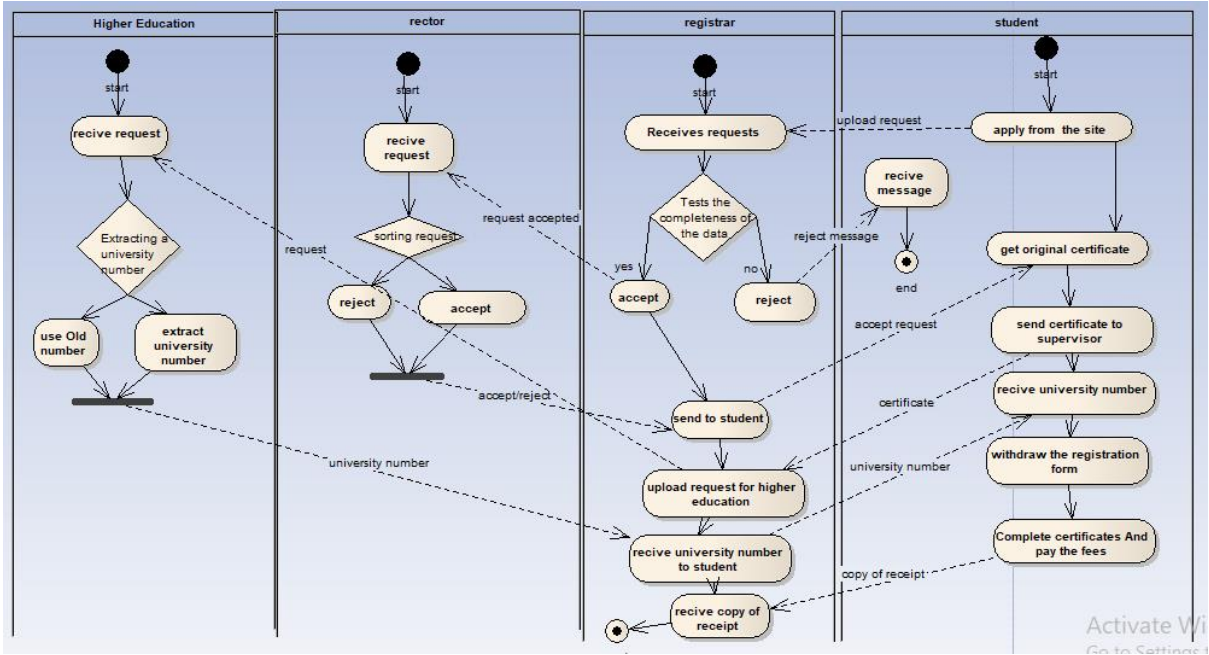 Higher Education
rector
registrar
student
start
recive request
Extracting a
university
number
use Old
number
extract
university
number
start
recive
request
sorting request
reject
accept
start
Receives requests
Tests the
completeness of
the data
yes
no
accept
reject
send to student
upload request for higher
education
recive university number
to student
recive copy of
receipt
start
apply from the site
recive
message
end
get original certificate
send certificate to
supervisor
recive university number
withdraw the registration
form
Complete certificates And
pay the fees
upload request
request accepted
reject message
request
accept request
accept/reject
certificate
university number
university number
copy of receipt
Activate Wi
Go to Settings t